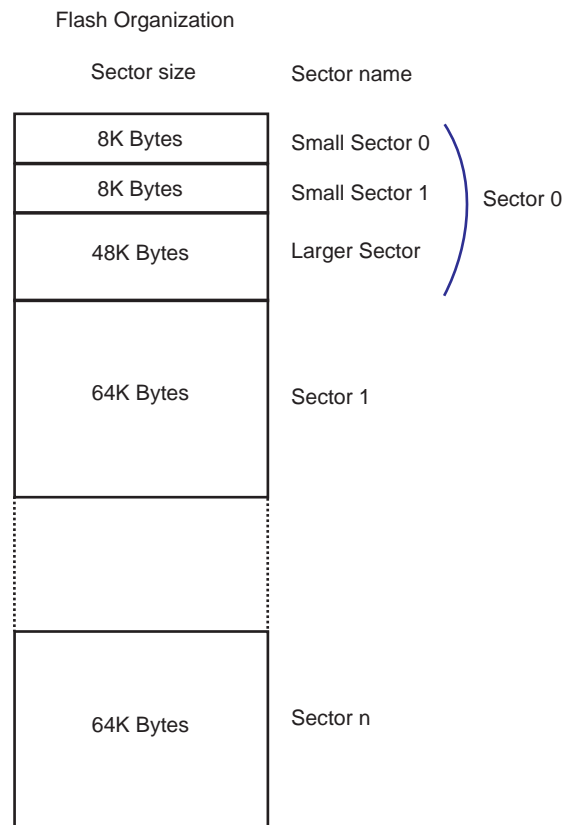 Flash Organization
Sector size Sector name
8K Bytes Small Sector 0
8K Bytes Small Sector 1 Sector 0
48K Bytes Larger Sector
64K Bytes Sector 1
64K Bytes Sector n